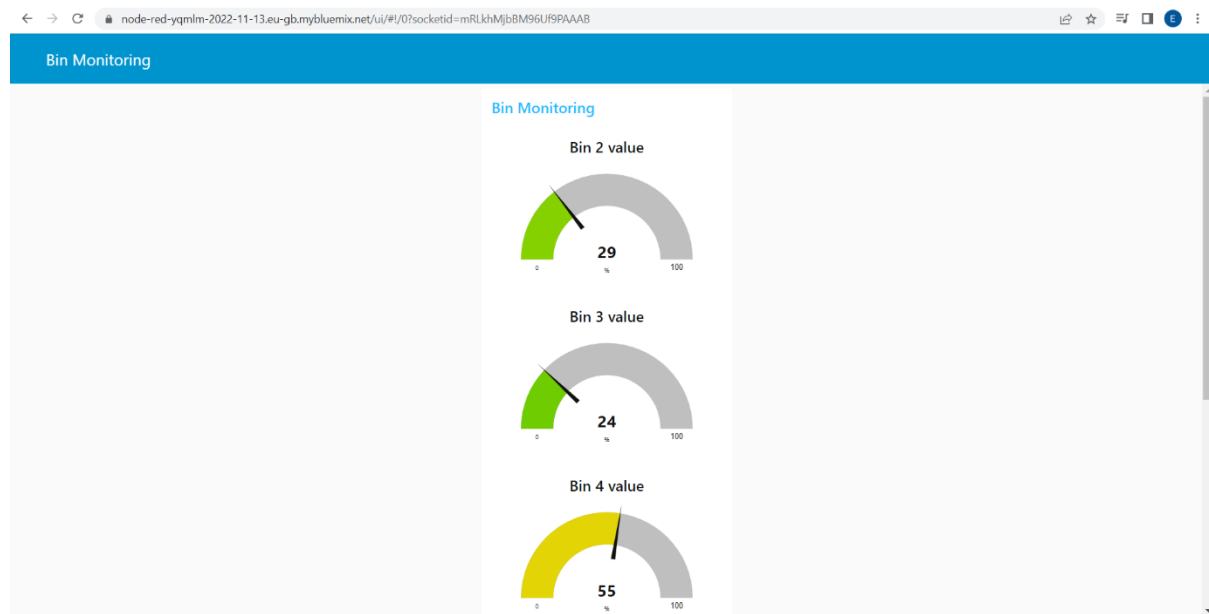 node-red-yqmlm-2022-11-13.eu-gb.mybluemix.net/ui/#!/0?socketid=mRLkhMjbBM96Uf9PAAAB
E
Bin Monitoring
Bin Monitoring
Bin 2 value
29
0 % 100
Bin 3 value
24
0 % 100
Bin 4 value
55
0 % 100